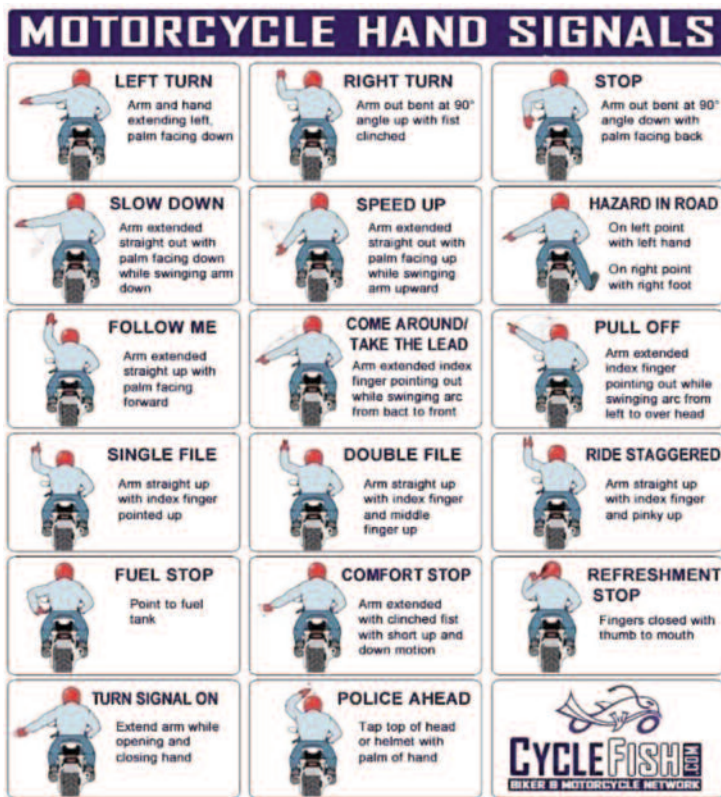 MOTORCYCLE HAND SIGNALS
LEFT TURN
Arm and hand
extending left,
palm facing down
RIGHT TURN
Arm out bent at 90°
angle up with fist
clinched
STOP
Arm out bent at 90°
angle down with
palm facing back
SLOW DOWN
Arm extended
straight out with
palm facing down
while swinging arm
down
SPEED UP
Arm extended
straight out with
palm facing up
while swinging
arm upward
HAZARD IN ROAD
On left point
with left hand
On right point
with right foot
FOLLOW ME
Arm extended
straight up with
palm facing
forward
COME AROUND/
TAKE THE LEAD
Arm extended index
finger pointing out
while swinging arc
from bact to front
PULL OFF
Arm extended
index finger
pointing out while
swinging arc from
left to over head
SINGLE FILE
Arm straight up
with index finger
pointed up
DOUBLE FILE
Arm straight up
with index finger
and middle
finger up
RIDE STAGGERED
Arm straight up
with index finger
and pinky up
FUEL STOP
Point to fuel
tank
COMFORT STOP
Arm extended
with clinched fist
with short up and
down motion
REFRESHMENT
STOP
Fingers closed with
thumb to mouth
TURN SIGNAL ON
Extend arm while
opening and
closing hand
POLICE AHEAD
Tap top of head
or helmet with
palm of hand
CYCLEFISH.COM
BIKER & MOTORCYCLE NETWORK